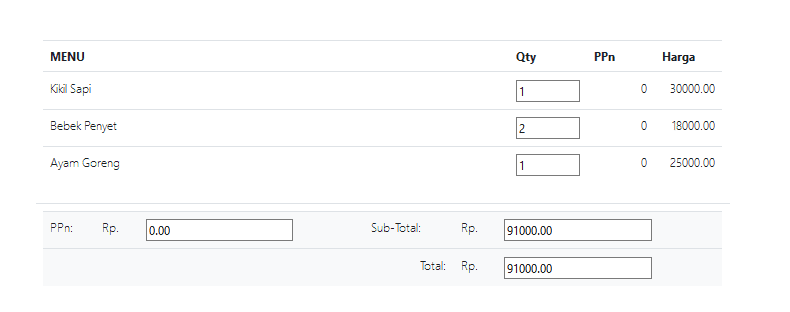 MENU Qty PPn Harga
Kikil Sapi 1 0 30000.00
Bebek Penyet 2 0 18000.00
Ayam Goreng 1 0 25000.00
PPn: Rp. 0.00 Sub-Total: Rp. 91000.00
Total: Rp. 91000.00